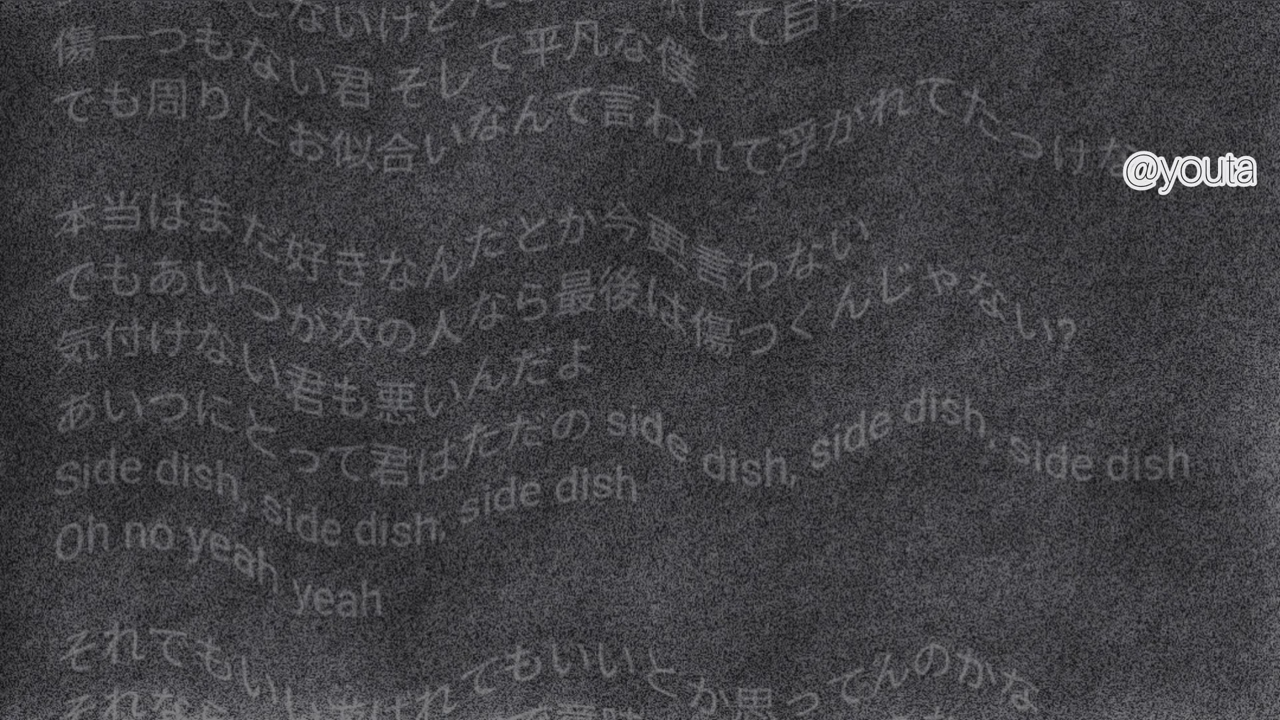 傷一つもない君 そして平凡な僕
でも周りにお似合いなんて言われて浮かれてたっけな
@youta
本当はまだ好きなんだとか今更言わない
でもあいつが次の人なら最後は傷つくんじゃない?
気付けない君も悪いんだよ
あいつにとって君はただの side dish, side dish, side dish
side dish, side dish, side dish
Oh no yeah yeah
それでもいい
てもいいとか思ってんのかな